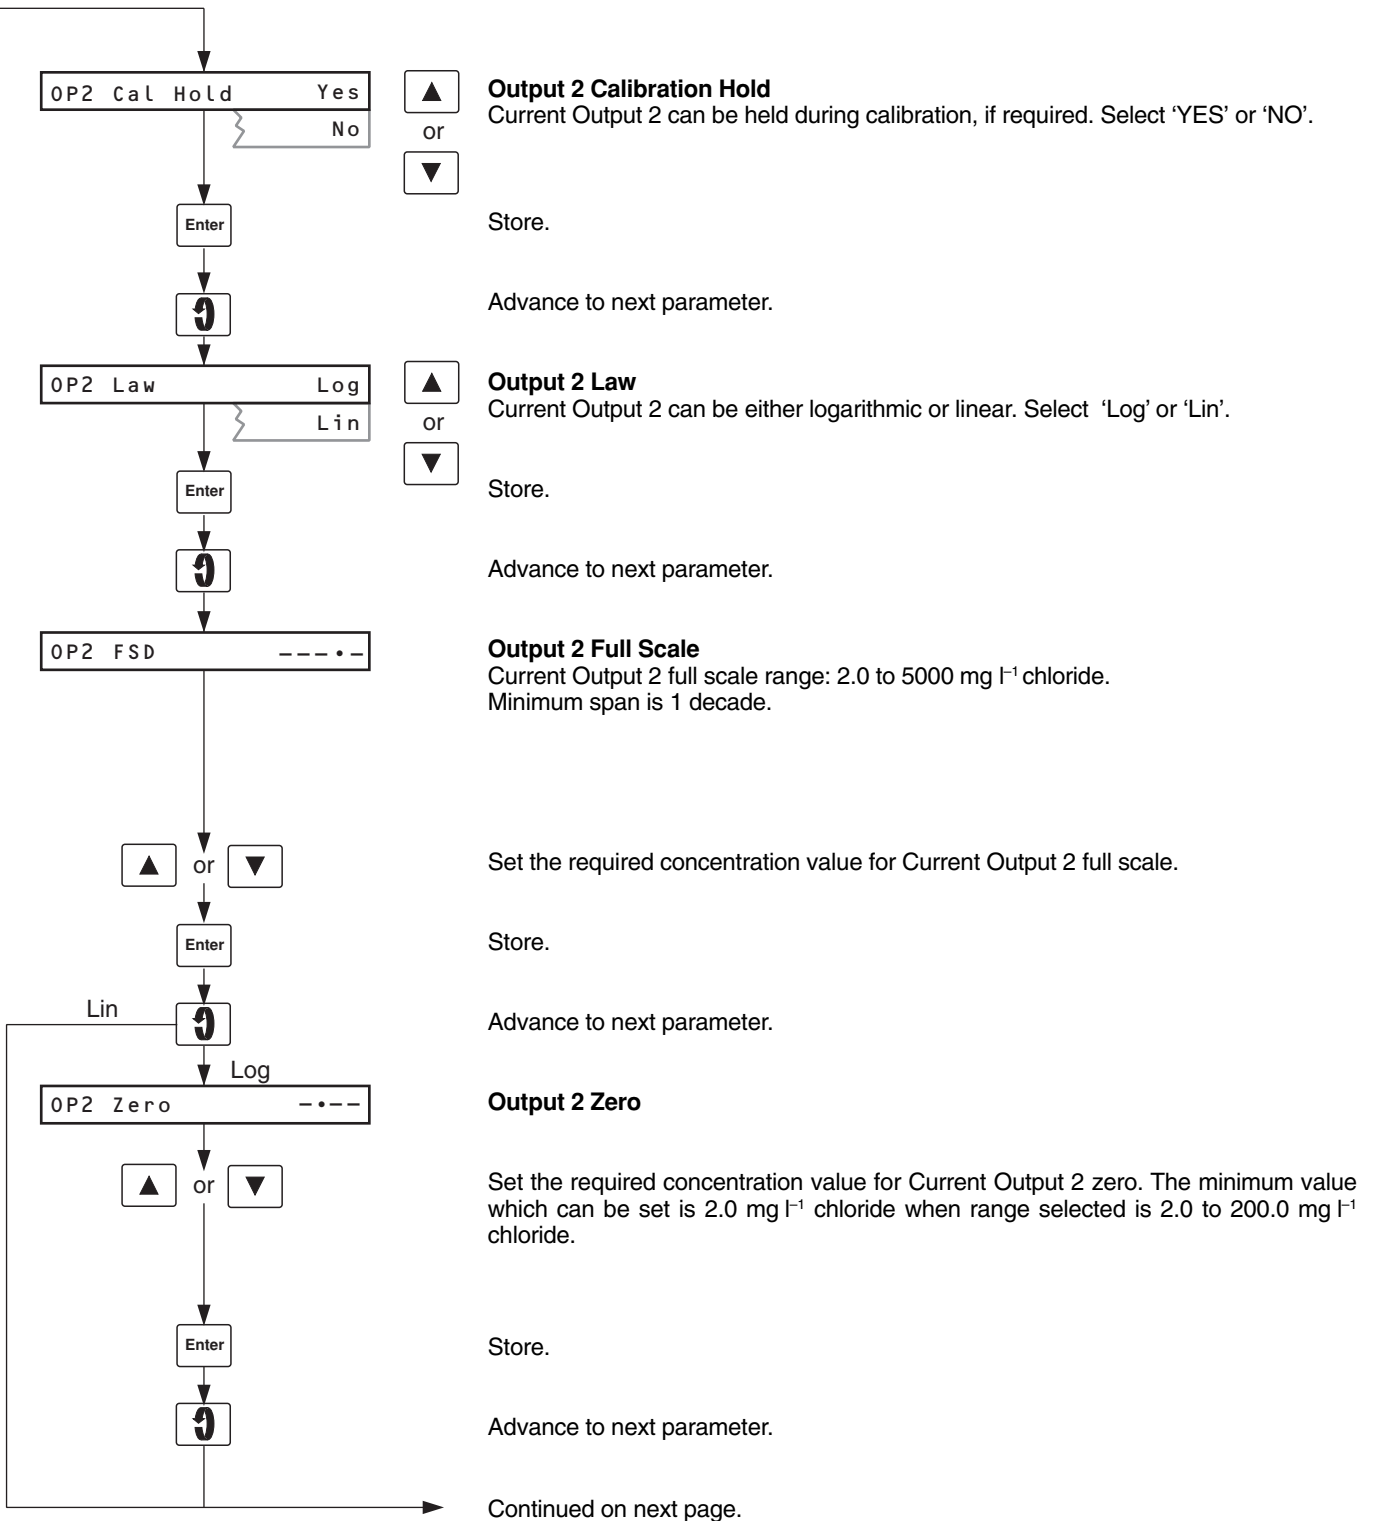 OP2 Cal Hold Yes
No
or
Output 2 Calibration Hold
Current Output 2 can be held during calibration, if required. Select ‘YES’ or ‘NO’.
Enter
Store.
Advance to next parameter.
OP2 Law Log
Lin
or
Output 2 Law
Current Output 2 can be either logarithmic or linear. Select ‘Log’ or ‘Lin’.
Enter
Store.
Advance to next parameter.
OP2 FSD –––•–
Output 2 Full Scale
Current Output 2 full scale range: 2.0 to 5000 mg l⁻¹ chloride.
Minimum span is 1 decade.
or
Set the required concentration value for Current Output 2 full scale.
Enter
Store.
Lin
Advance to next parameter.
Log
OP2 Zero –•––
Output 2 Zero
or
Set the required concentration value for Current Output 2 zero. The minimum value
which can be set is 2.0 mg l⁻¹ chloride when range selected is 2.0 to 200.0 mg l⁻¹
chloride.
Enter
Store.
Advance to next parameter.
Continued on next page.